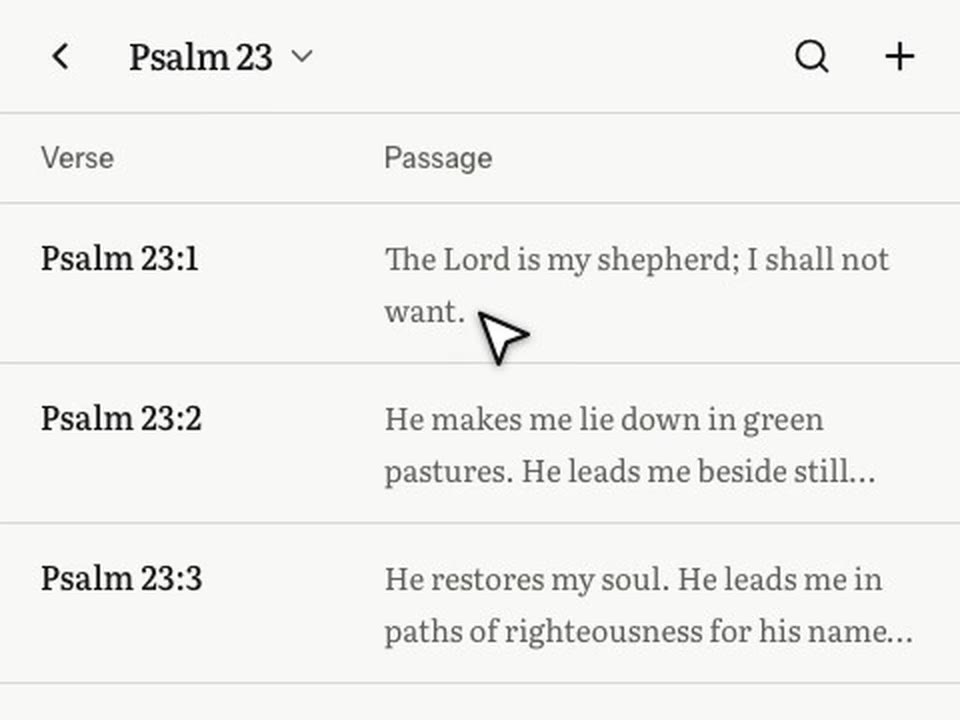 Psalm 23
Verse Passage
Psalm 23:1 The Lord is my shepherd; I shall not
want.
Psalm 23:2 He makes me lie down in green
pastures. He leads me beside still...
Psalm 23:3 He restores my soul. He leads me in
paths of righteousness for his name...